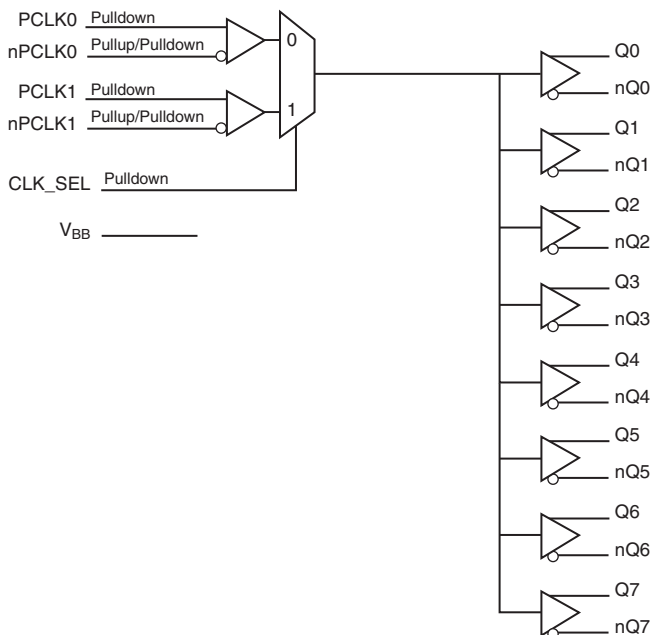 PCLK0 Pulldown
nPCLK0 Pullup/Pulldown
0
PCLK1 Pulldown
nPCLK1 Pullup/Pulldown
1
CLK_SEL Pulldown
VBB
Q0
nQ0
Q1
nQ1
Q2
nQ2
Q3
nQ3
Q4
nQ4
Q5
nQ5
Q6
nQ6
Q7
nQ7